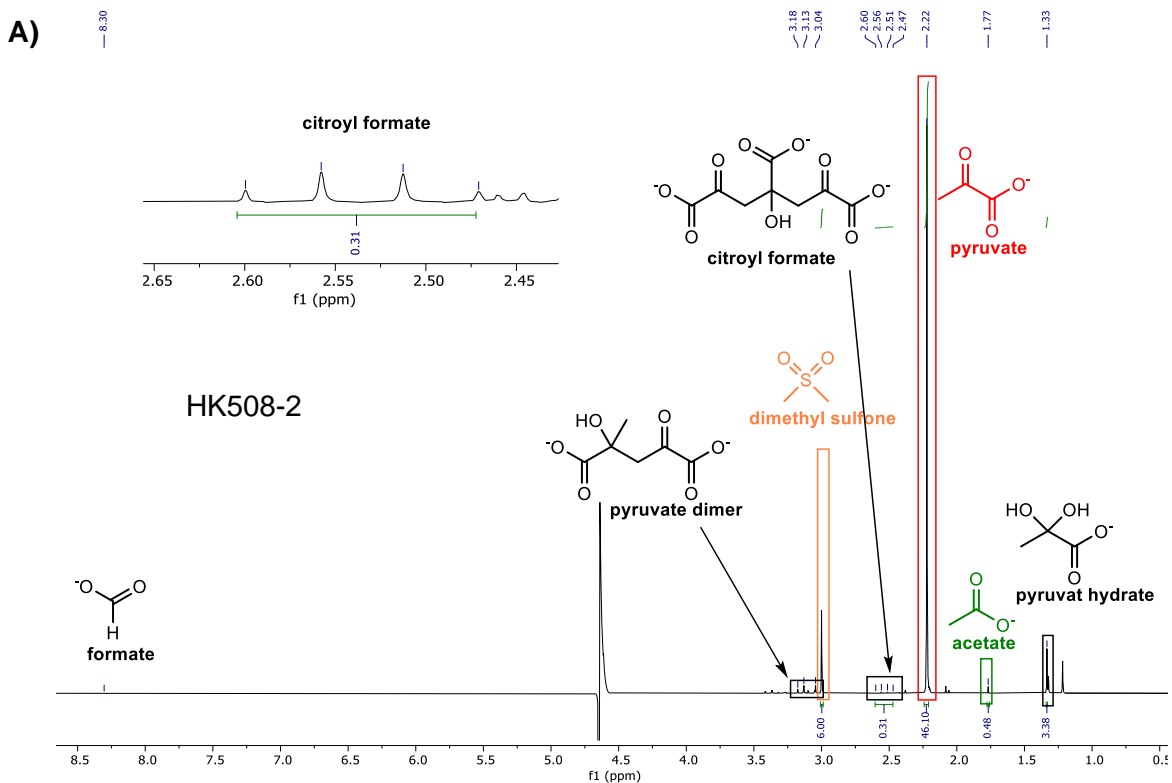 A)
8.30
3.18
3.13
3.04
2.60
2.56
2.51
2.47
2.22
1.77
1.33
citroyl formate
0.31
2.65 2.60 2.55 2.50 2.45
f1 (ppm)
-O O O O- O O O- O OH
citroyl formate
O O- O
pyruvate
HK508-2
O O S
dimethyl sulfone
HO O -O O- O O
pyruvate dimer
HO OH O- O
pyruvat hydrate
O O-
acetate
-O O H
formate
6.00
0.31
46.10
0.48
3.38
8.5 8.0 7.5 7.0 6.5 6.0 5.5 5.0 4.5 4.0 3.5 3.0 2.5 2.0 1.5 1.0 0.5
f1 (ppm)